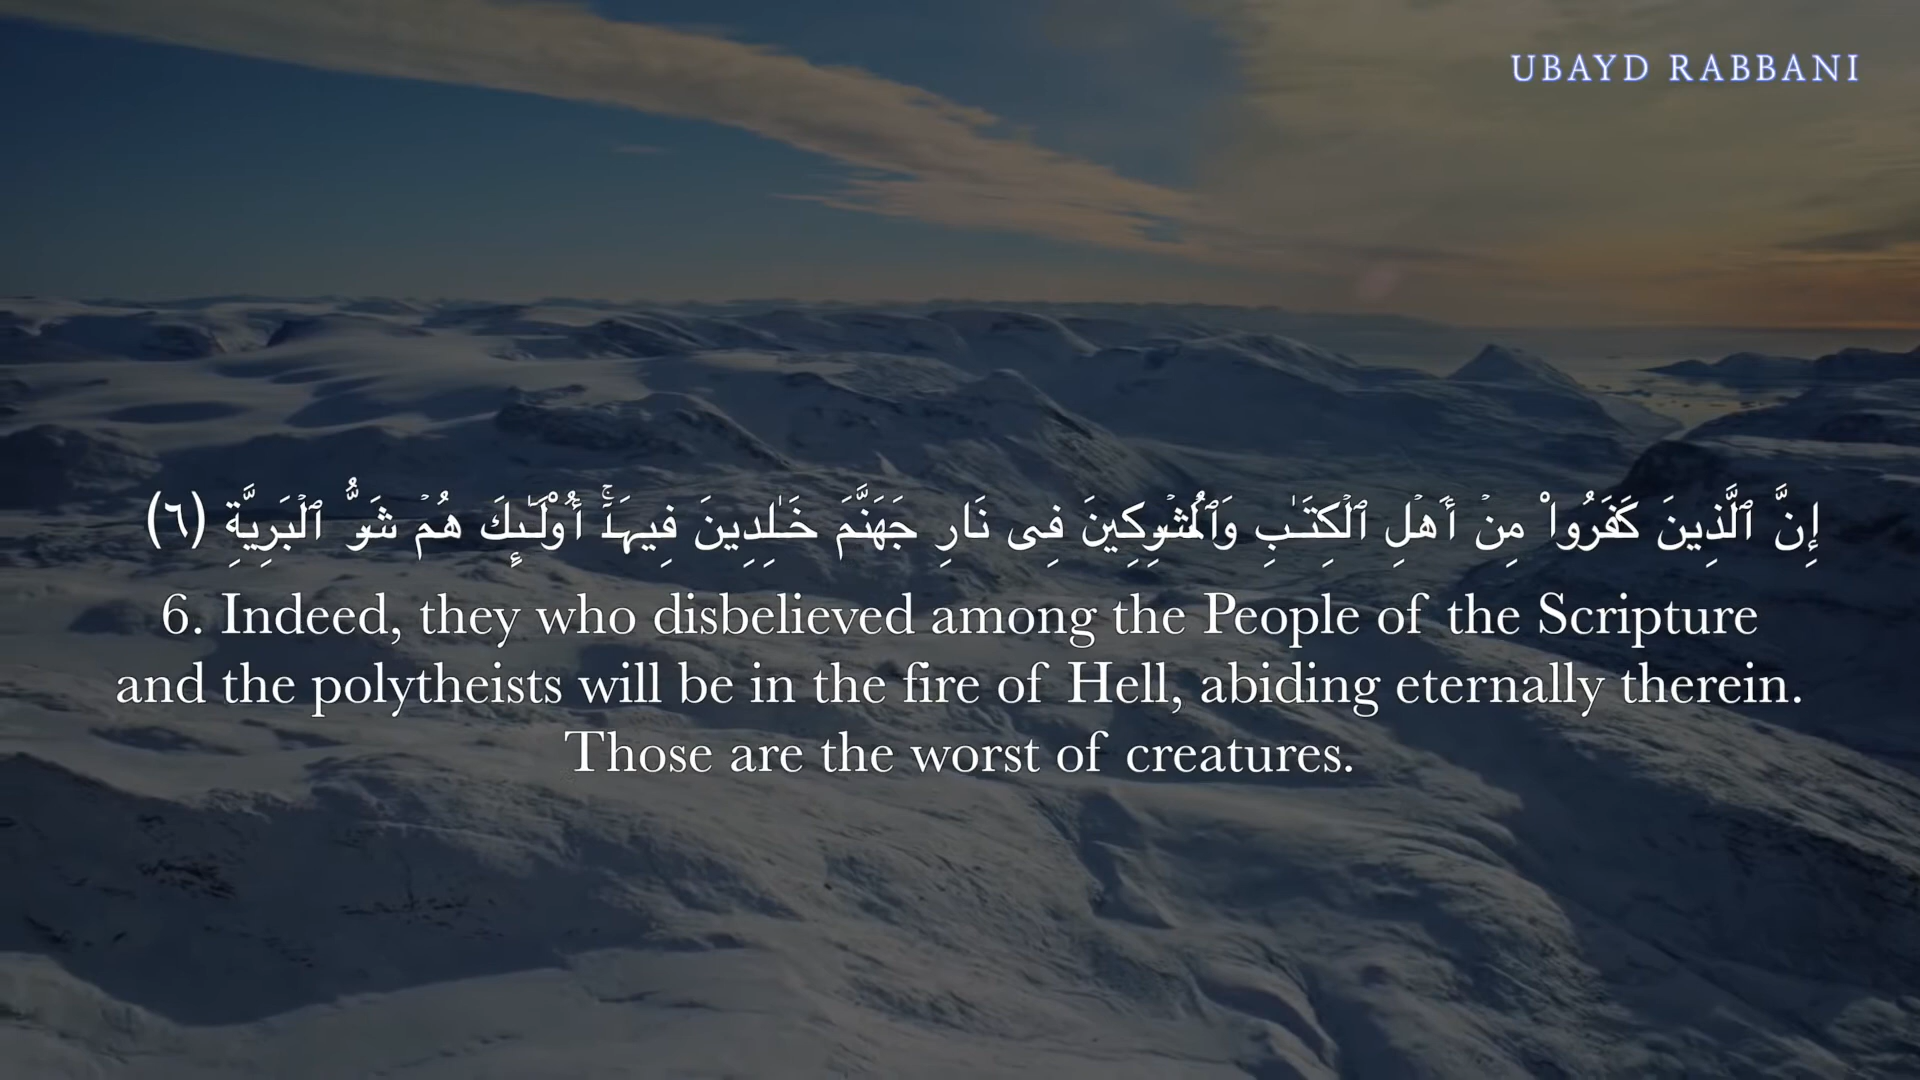 UBAYD RABBANI
إِنَّ ٱلَّذِينَ كَفَرُوا۟ مِنۡ أَهۡلِ ٱلۡكِتَـٰبِ وَٱلۡمُشۡرِكِينَ فِى نَارِ جَهَنَّمَ خَـٰلِدِينَ فِيهَاۤۚ أُو۟لَـٰۤىِٕكَ هُمۡ شَرُّ ٱلۡبَرِيَّةِ (٦)
6. Indeed, they who disbelieved among the People of the Scripture
and the polytheists will be in the fire of Hell, abiding eternally therein.
Those are the worst of creatures.